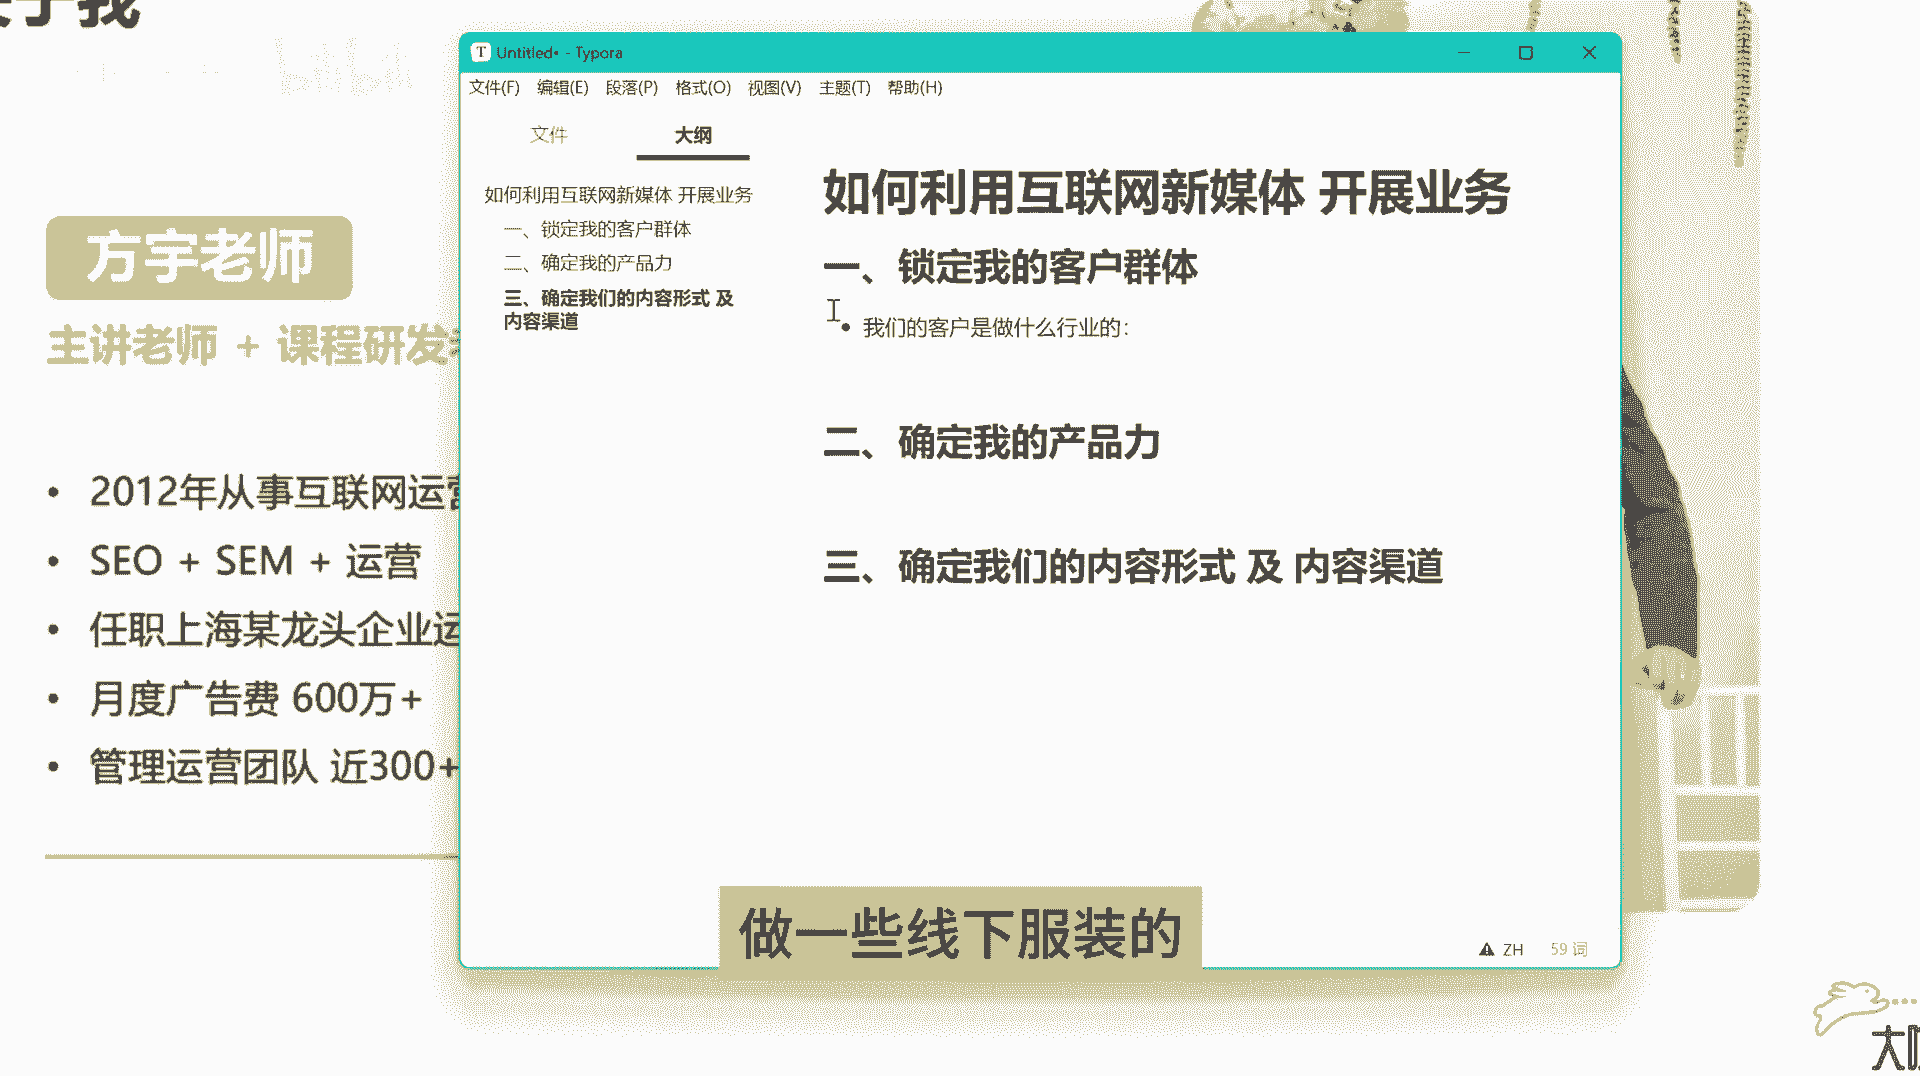 关于我
bilibili
方宇老师
主讲老师 + 课程研发
2012年从事互联网运营
SEO + SEM + 运营
任职上海某龙头企业运
月度广告费 600万+
管理运营团队 近300+
Untitled• - Typora
文件(F) 编辑(E) 段落(P) 格式(O) 视图(V) 主题(T) 帮助(H)
文件 大纲
如何利用互联网新媒体 开展业务
一、锁定我的客户群体
二、确定我的产品力
三、确定我们的内容形式 及
内容渠道
如何利用互联网新媒体 开展业务
一、锁定我的客户群体
• 我们的客户是做什么行业的：
二、确定我的产品力
三、确定我们的内容形式 及 内容渠道
ZH 59 词
做一些线下服装的
大